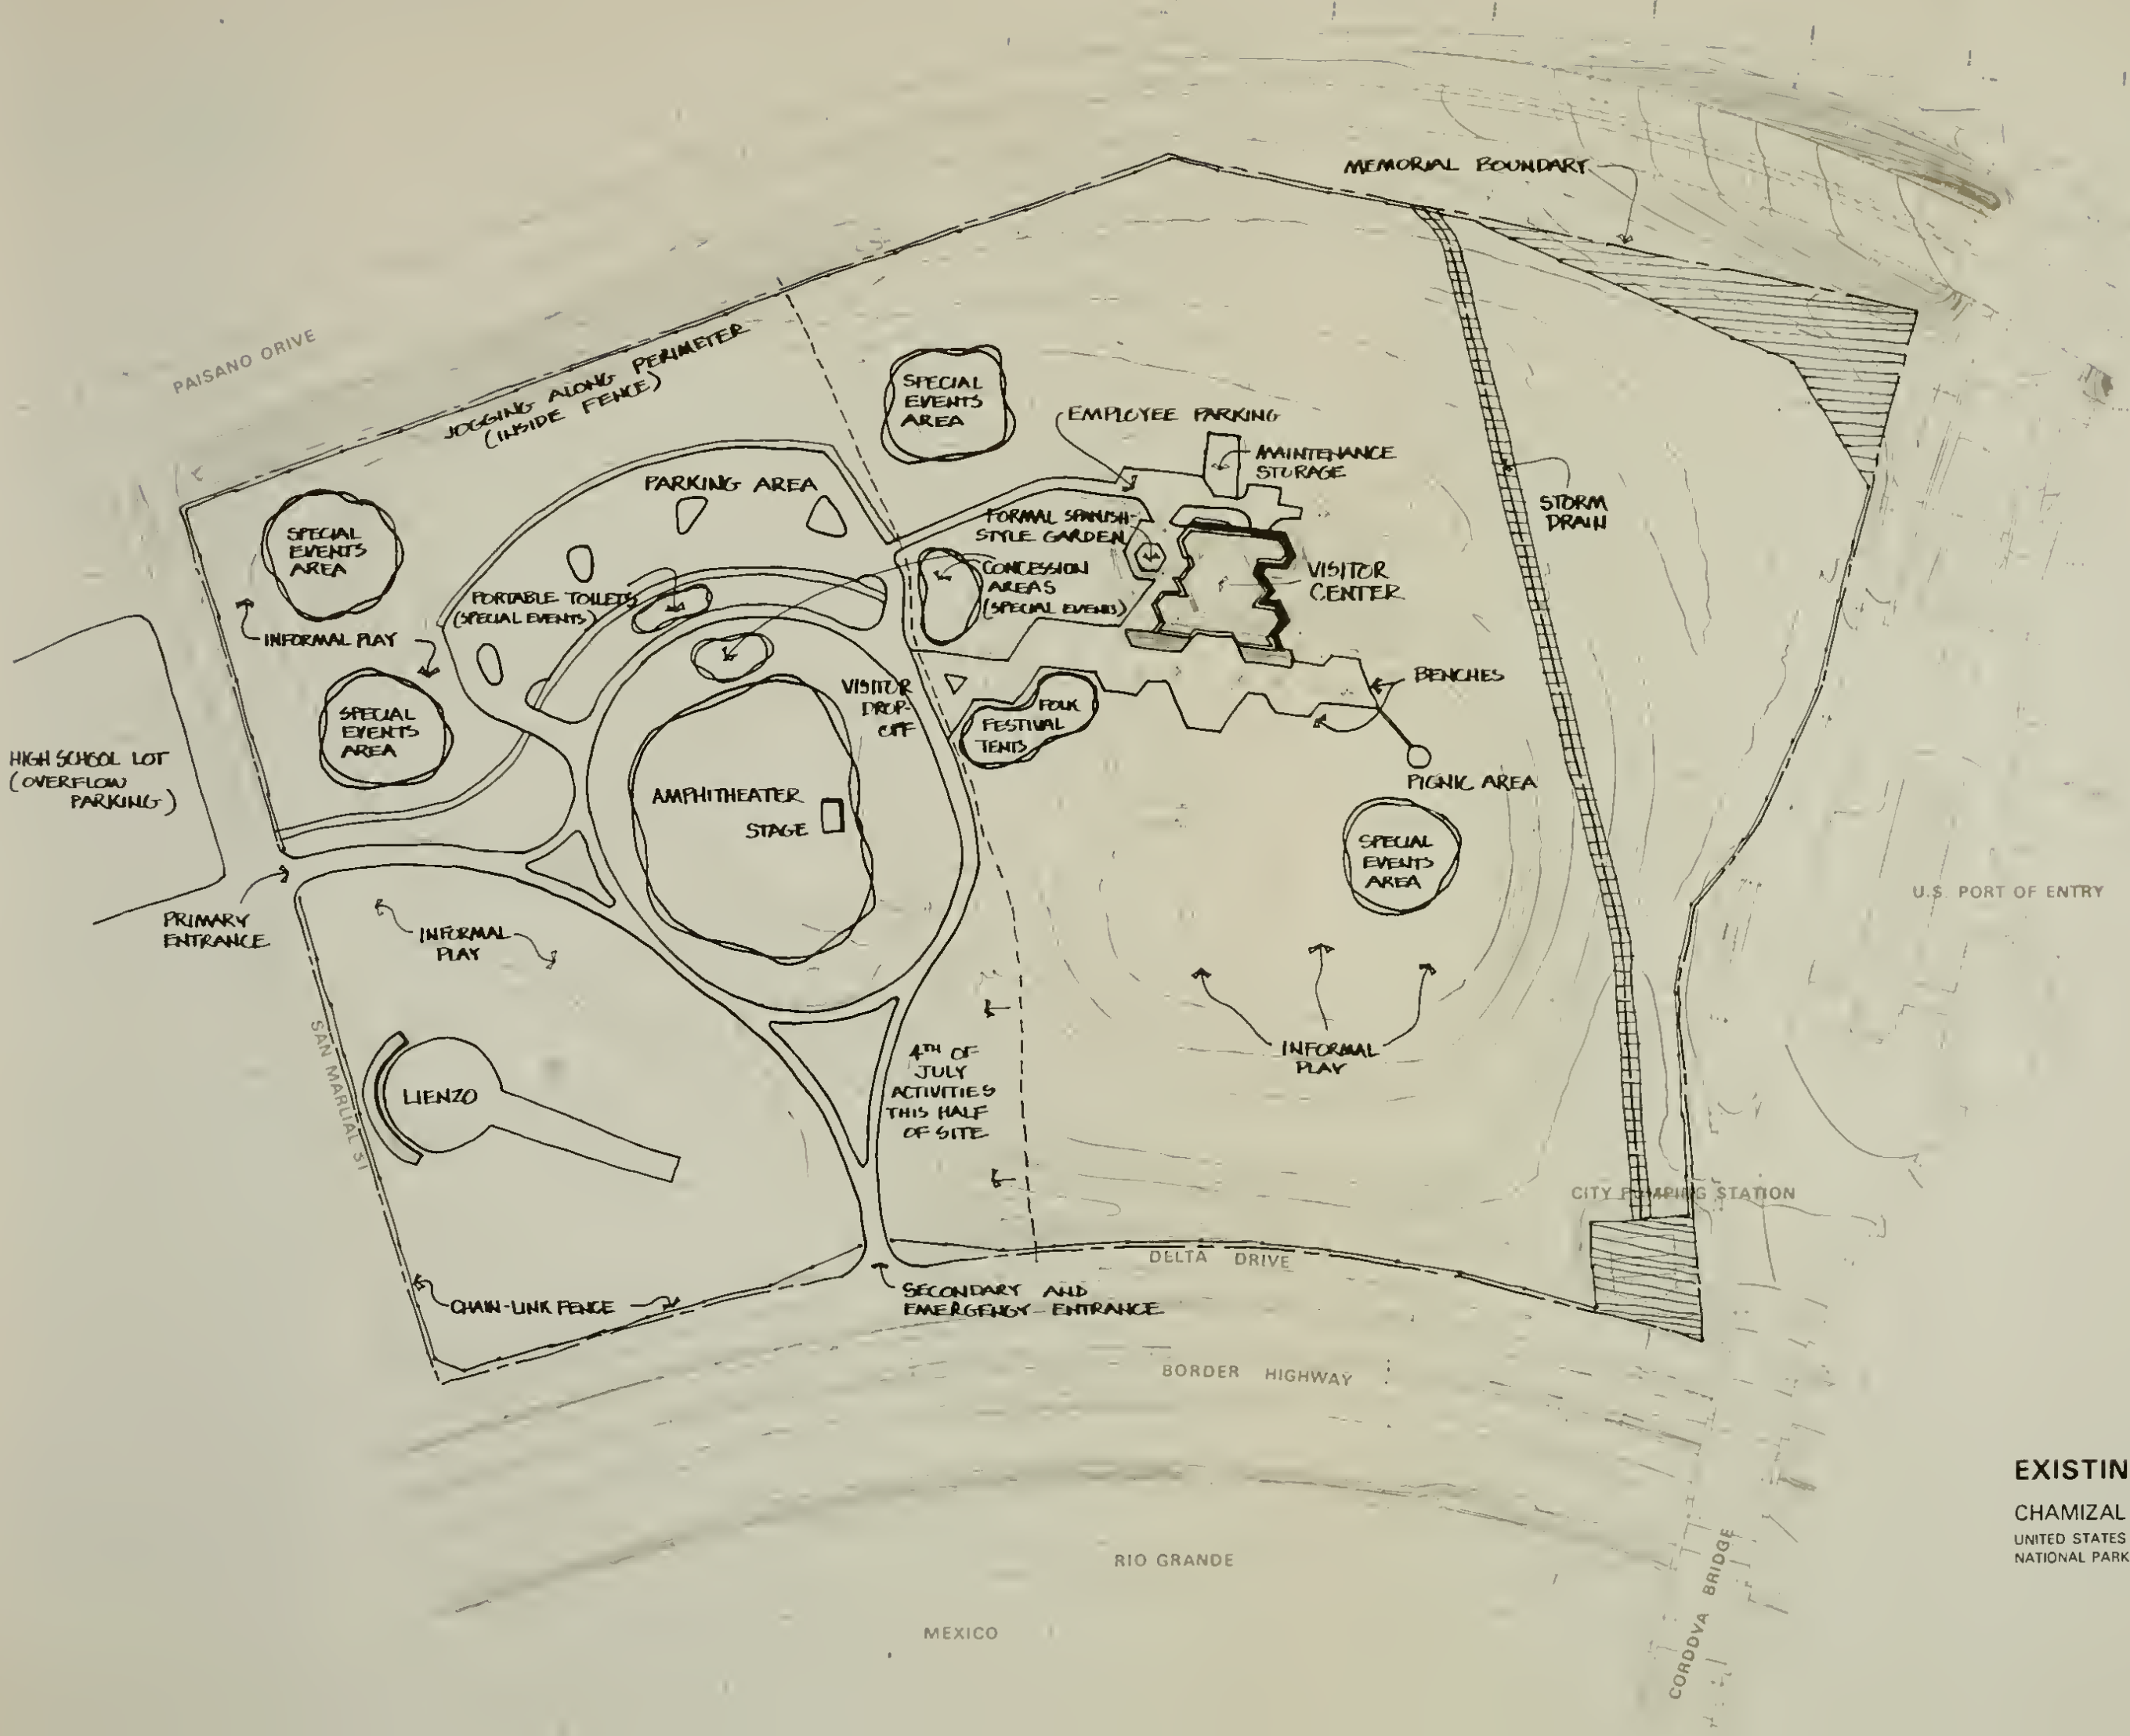 MEMORIAL BOUNDARY
PAISANO DRIVE
JOGGING ALONG PERIMETER
(INSIDE FENCE)
SPECIAL
EVENTS
AREA
EMPLOYEE PARKING
MAINTENANCE
STORAGE
PARKING AREA
STORM
DRAIN
FORMAL SPANISH-
STYLE GARDEN
SPECIAL
EVENTS
AREA
CONCESSION
AREAS
(SPECIAL EVENTS)
VISITOR
CENTER
PORTABLE TOILETS
(SPECIAL EVENTS)
INFORMAL PLAY
BENCHES
VISITOR
DROP-
OFF
FOLK
FESTIVAL
TENTS
SPECIAL
EVENTS
AREA
HIGH SCHOOL LOT
(OVERFLOW
PARKING)
AMPHITHEATER
STAGE
PICNIC AREA
SPECIAL
EVENTS
AREA
U.S. PORT OF ENTRY
PRIMARY
ENTRANCE
INFORMAL
PLAY
SAN MARCIAL ST
LIENZO
4TH OF
JULY
ACTIVITIES
THIS HALF
OF SITE
INFORMAL
PLAY
CITY PUMPING STATION
DELTA DRIVE
CHAIN-LINK FENCE
SECONDARY AND
EMERGENCY ENTRANCE
BORDER HIGHWAY
RIO GRANDE
MEXICO
CORDOVA BRIDGE
EXISTIN
CHAMIZAL
UNITED STATES
NATIONAL PARK